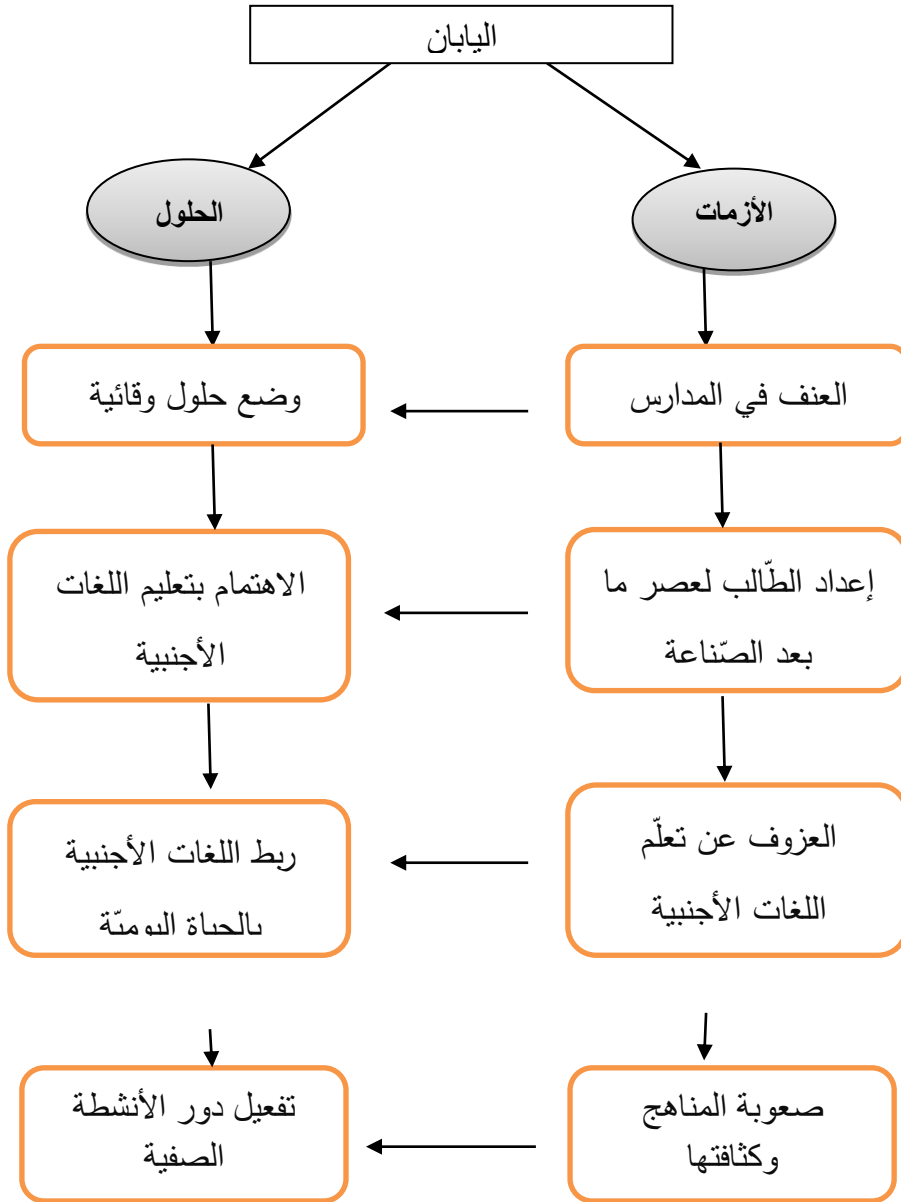 اليابان
الأزمات
الحلول
العنف في المدارس
وضع حلول وقائية
إعداد الطّالب لعصر ما
بعد الصّناعة
الاهتمام بتعليم اللغات
الأجنبية
العزوف عن تعلّم
اللغات الأجنبية
ربط اللغات الأجنبية
بالحياة اليوميّة
صعوبة المناهج
وكثافتها
تفعيل دور الأنشطة
الصفية